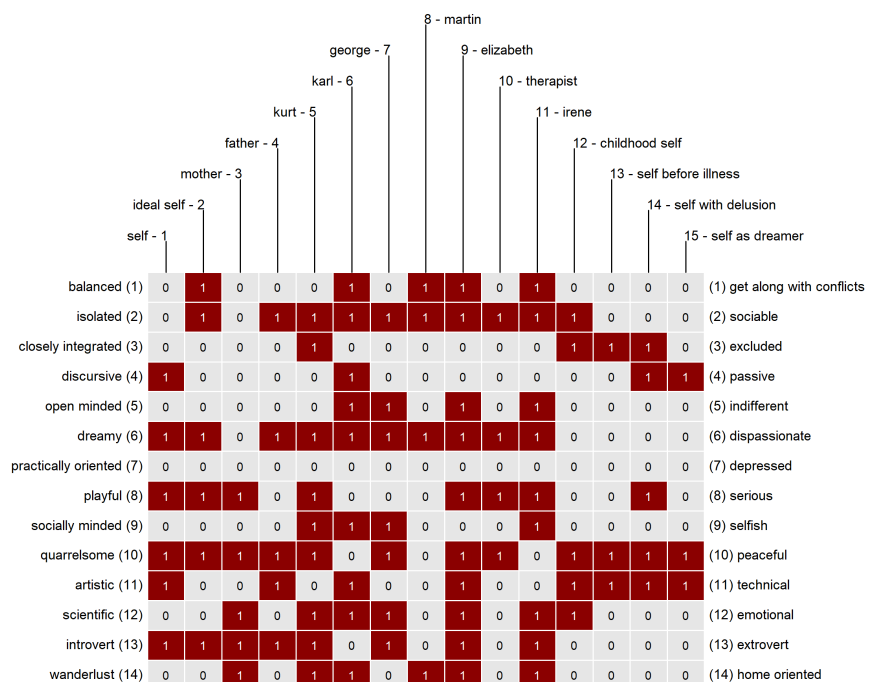 8 - martin
george - 7
9 - elizabeth
karl - 6
10 - therapist
kurt - 5
11 - irene
father - 4
12 - childhood self
mother - 3
13 - self before illness
ideal self - 2
14 - self with delusion
self - 1
15 - self as dreamer
balanced (1) 0 1 0 0 0 1 0 1 1 0 1 0 0 0 0 (1) get along with conflicts
isolated (2) 0 1 0 1 1 1 1 1 1 1 1 1 0 0 0 (2) sociable
closely integrated (3) 0 0 0 0 1 0 0 0 0 0 0 1 1 1 0 (3) excluded
discursive (4) 1 0 0 0 0 1 0 0 0 0 0 0 0 1 1 (4) passive
open minded (5) 0 0 0 0 0 1 1 0 1 0 1 0 0 0 0 (5) indifferent
dreamy (6) 1 1 0 1 1 1 1 1 1 1 1 0 0 0 0 (6) dispassionate
practically oriented (7) 0 0 0 0 0 0 0 0 0 0 0 0 0 0 0 (7) depressed
playful (8) 1 1 1 0 1 0 0 0 1 1 1 0 0 1 0 (8) serious
socially minded (9) 0 0 0 0 1 1 1 0 0 0 1 0 0 0 0 (9) selfish
quarrelsome (10) 1 1 1 1 1 0 1 0 1 1 0 1 1 1 1 (10) peaceful
artistic (11) 1 0 0 1 0 1 0 0 1 0 0 1 1 1 1 (11) technical
scientific (12) 0 0 1 0 1 1 1 0 1 0 1 1 0 0 0 (12) emotional
introvert (13) 1 1 1 1 1 0 1 0 1 0 1 0 0 0 0 (13) extrovert
wanderlust (14) 0 0 1 0 1 1 0 1 1 0 1 0 0 0 0 (14) home oriented